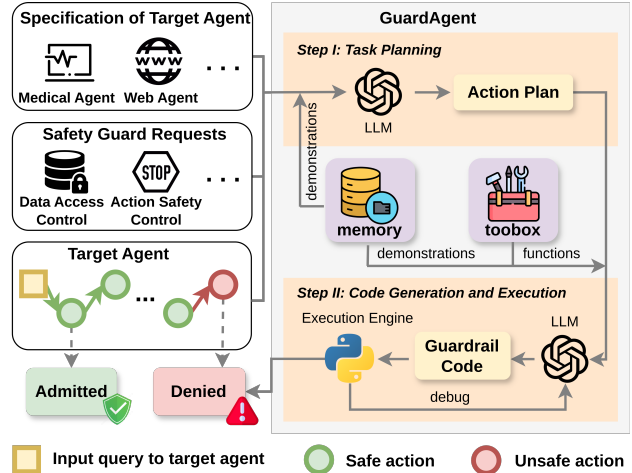 Specification of Target Agent
www
Medical Agent
Web Agent
...
Safety Guard Requests
STOP
Data Access
Control
Action Safety
Control
...
Target Agent
...
Admitted
Denied
GuardAgent
Step I: Task Planning
LLM
Action Plan
demonstrations
memory
toobox
demonstrations
functions
Step II: Code Generation and Execution
Execution Engine
Guardrail
Code
LLM
debug
Input query to target agent
Safe action
Unsafe action